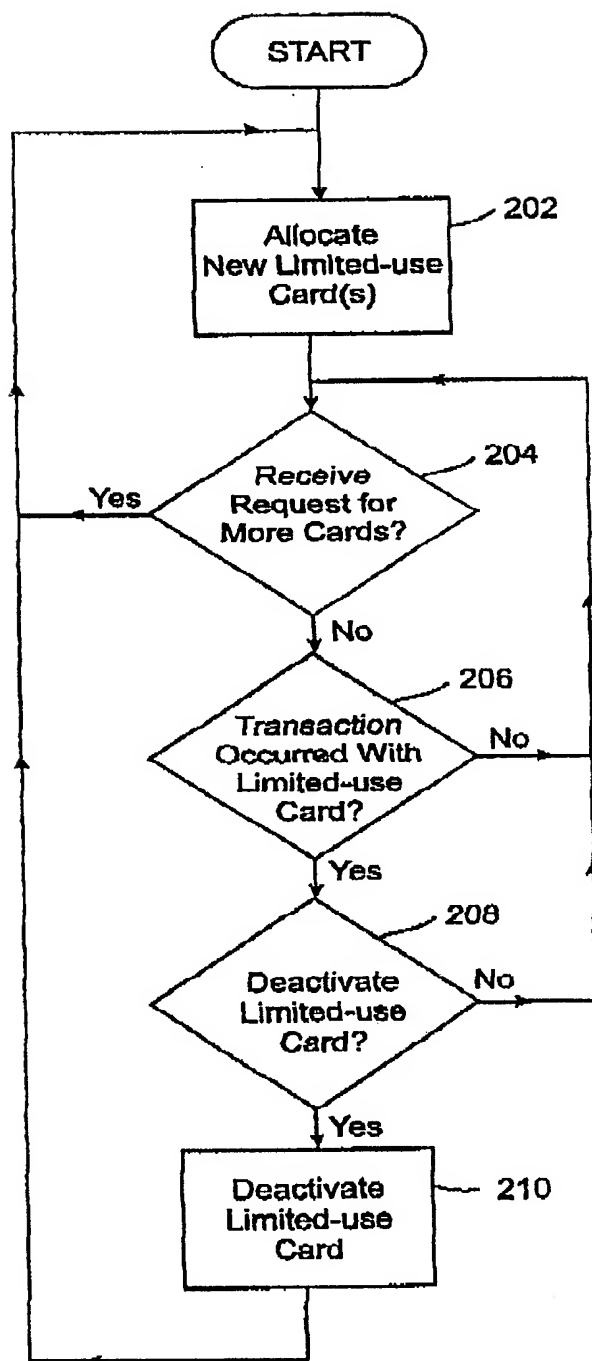 START
202
Allocate
New Limited-use
Card(s)
204
Receive
Request for
More Cards?
Yes
No
206
Transaction
Occurred With
Limited-use
Card?
No
Yes
208
Deactivate
Limited-use
Card?
No
Yes
210
Deactivate
Limited-use
Card